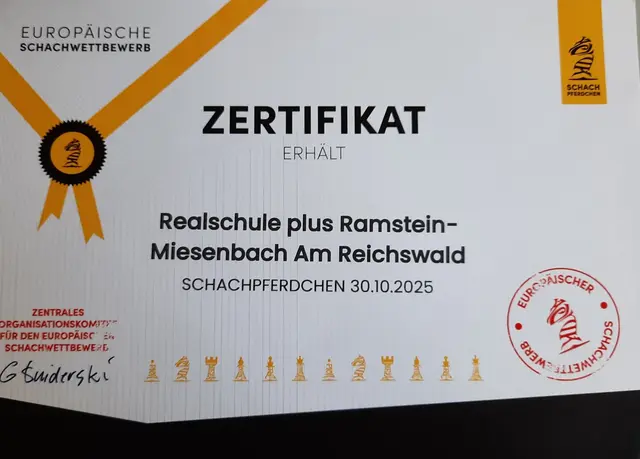 EUROPÄISCHE
SCHACHWETTBEWERB
SCHACH
PFERDCHEN
ZERTIFIKAT
ERHÄLT
Realschule plus Ramstein-
Miesenbach Am Reichswald
SCHACHPFERDCHEN 30.10.2025
ZENTRALES
ORGANISATIONSKOMITE
FÜR DEN EUROPÄISCHEN
SCHACHWETTBEWERB
EUROPÄISCHER
SCHACHWETTBEWERB